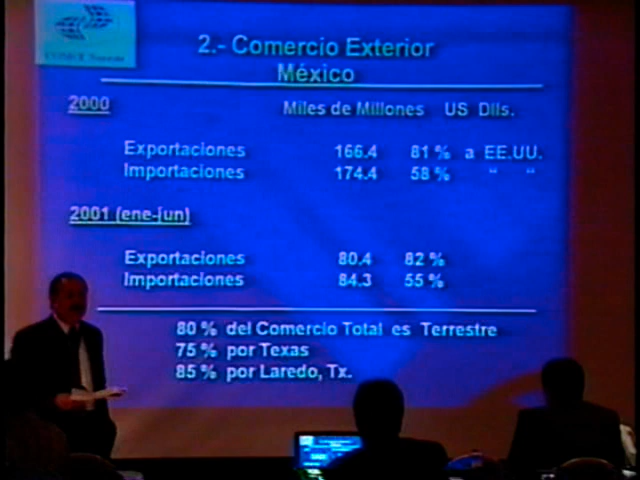 2.- Comercio Exterior
México
2000 Miles de Millones US Dlls.
Exportaciones 166.4 81 % a EE.UU.
Importaciones 174.4 58 % " "
2001 (ene-jun)
Exportaciones 80.4 82 %
Importaciones 84.3 55 %
80 % del Comercio Total es Terrestre
75 % por Texas
85 % por Laredo, Tx.